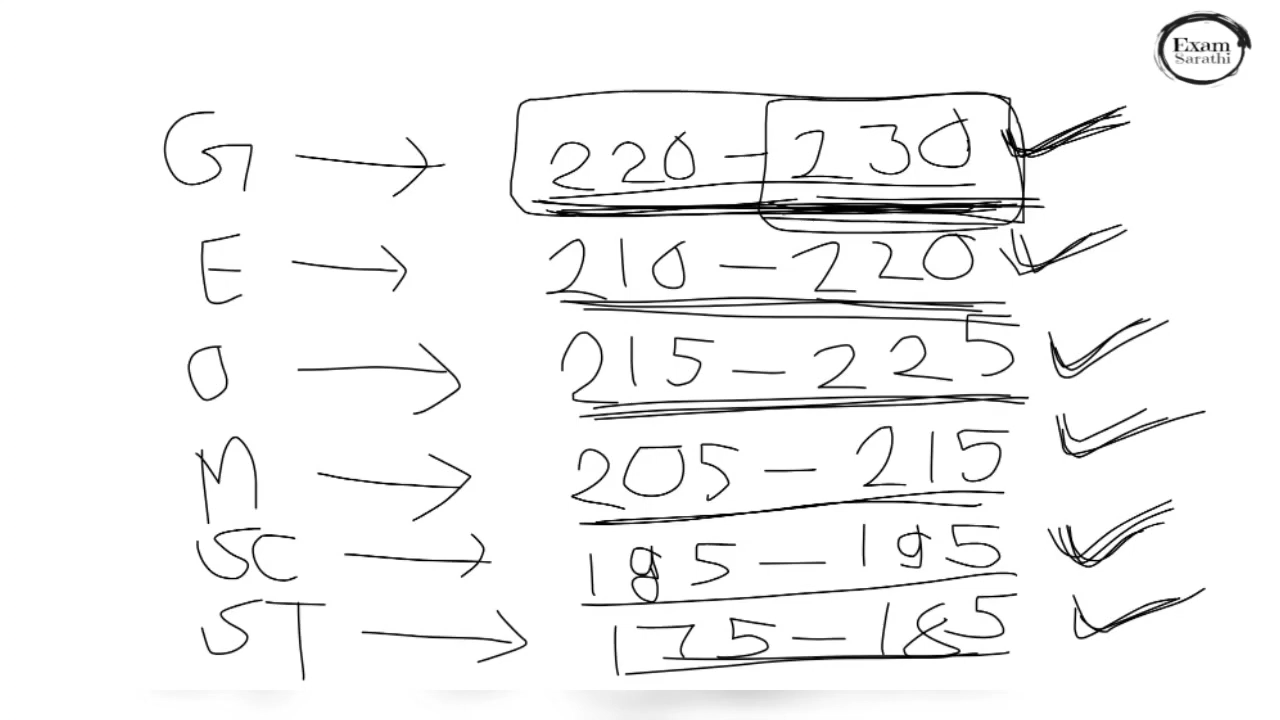 Exam
Sarathi
G → 220 - 230
E → 210 - 220
O → 215 - 225
M → 205 - 215
SC → 185 - 195
ST → 175 - 185